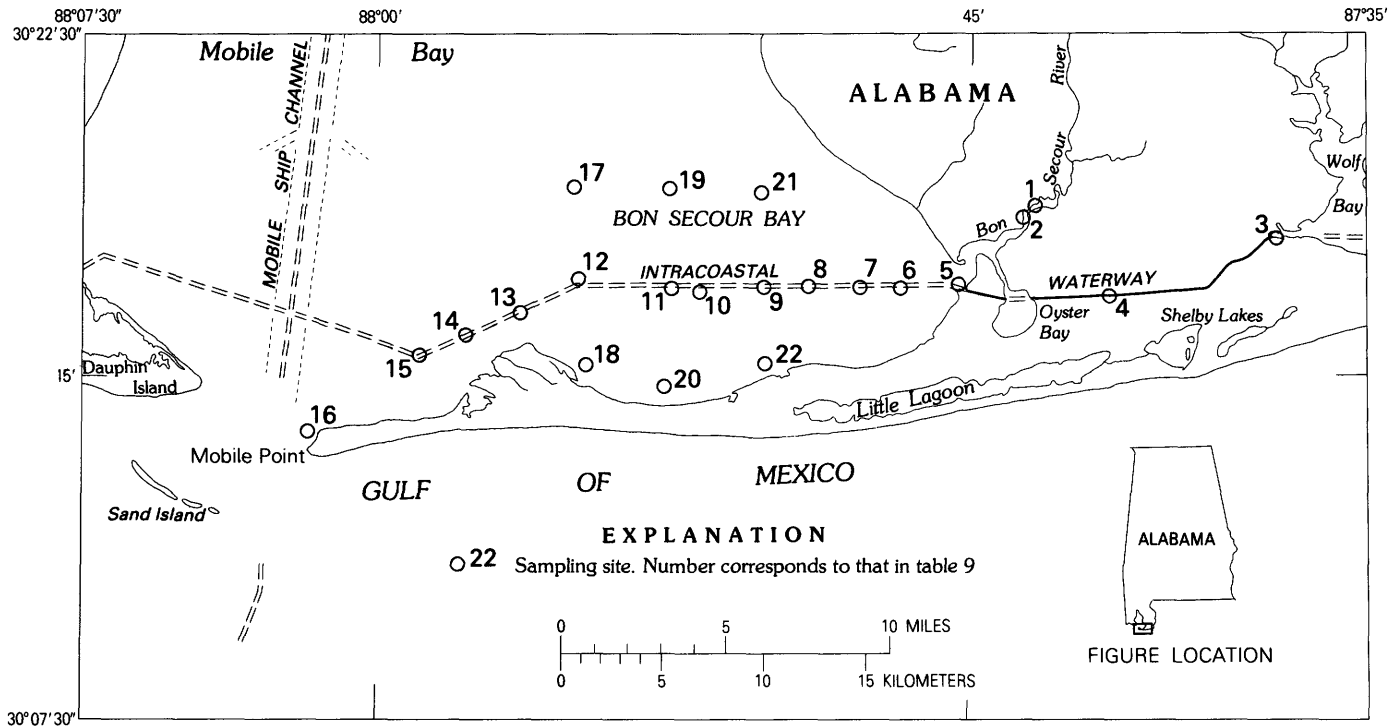 88°07'30"
88°00'
45'
87°35'
30°22'30"
Mobile Bay
MOBILE SHIP CHANNEL
ALABAMA
Bon Secour River
Wolf
Bay
17
19
21
BON SECOUR BAY
1
2
3
12
INTRACOASTAL WATERWAY
11
10
9
8
7
6
5
4
13
14
15
Oyster
Bay
Shelby Lakes
15'
Dauphin
Island
18
20
22
Little Lagoon
16
Mobile Point
GULF OF MEXICO
Sand Island
EXPLANATION
22 Sampling site. Number corresponds to that in table 9
0 5 10 MILES
0 5 10 15 KILOMETERS
ALABAMA
FIGURE LOCATION
30°07'30"